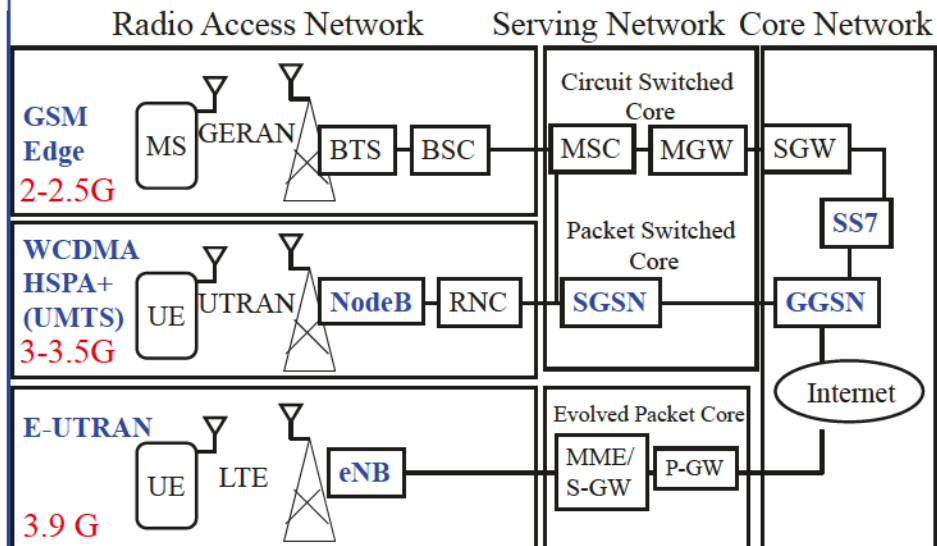 Radio Access Network
Serving Network
Core Network
GSM
Edge
2-2.5G
MS
GERAN
BTS
BSC
Circuit Switched
Core
MSC
MGW
SGW
SS7
WCDMA
HSPA+
(UMTS)
3-3.5G
UE
UTRAN
NodeB
RNC
Packet Switched
Core
SGSN
GGSN
Internet
E-UTRAN
3.9 G
UE
LTE
eNB
Evolved Packet Core
MME/
S-GW
P-GW